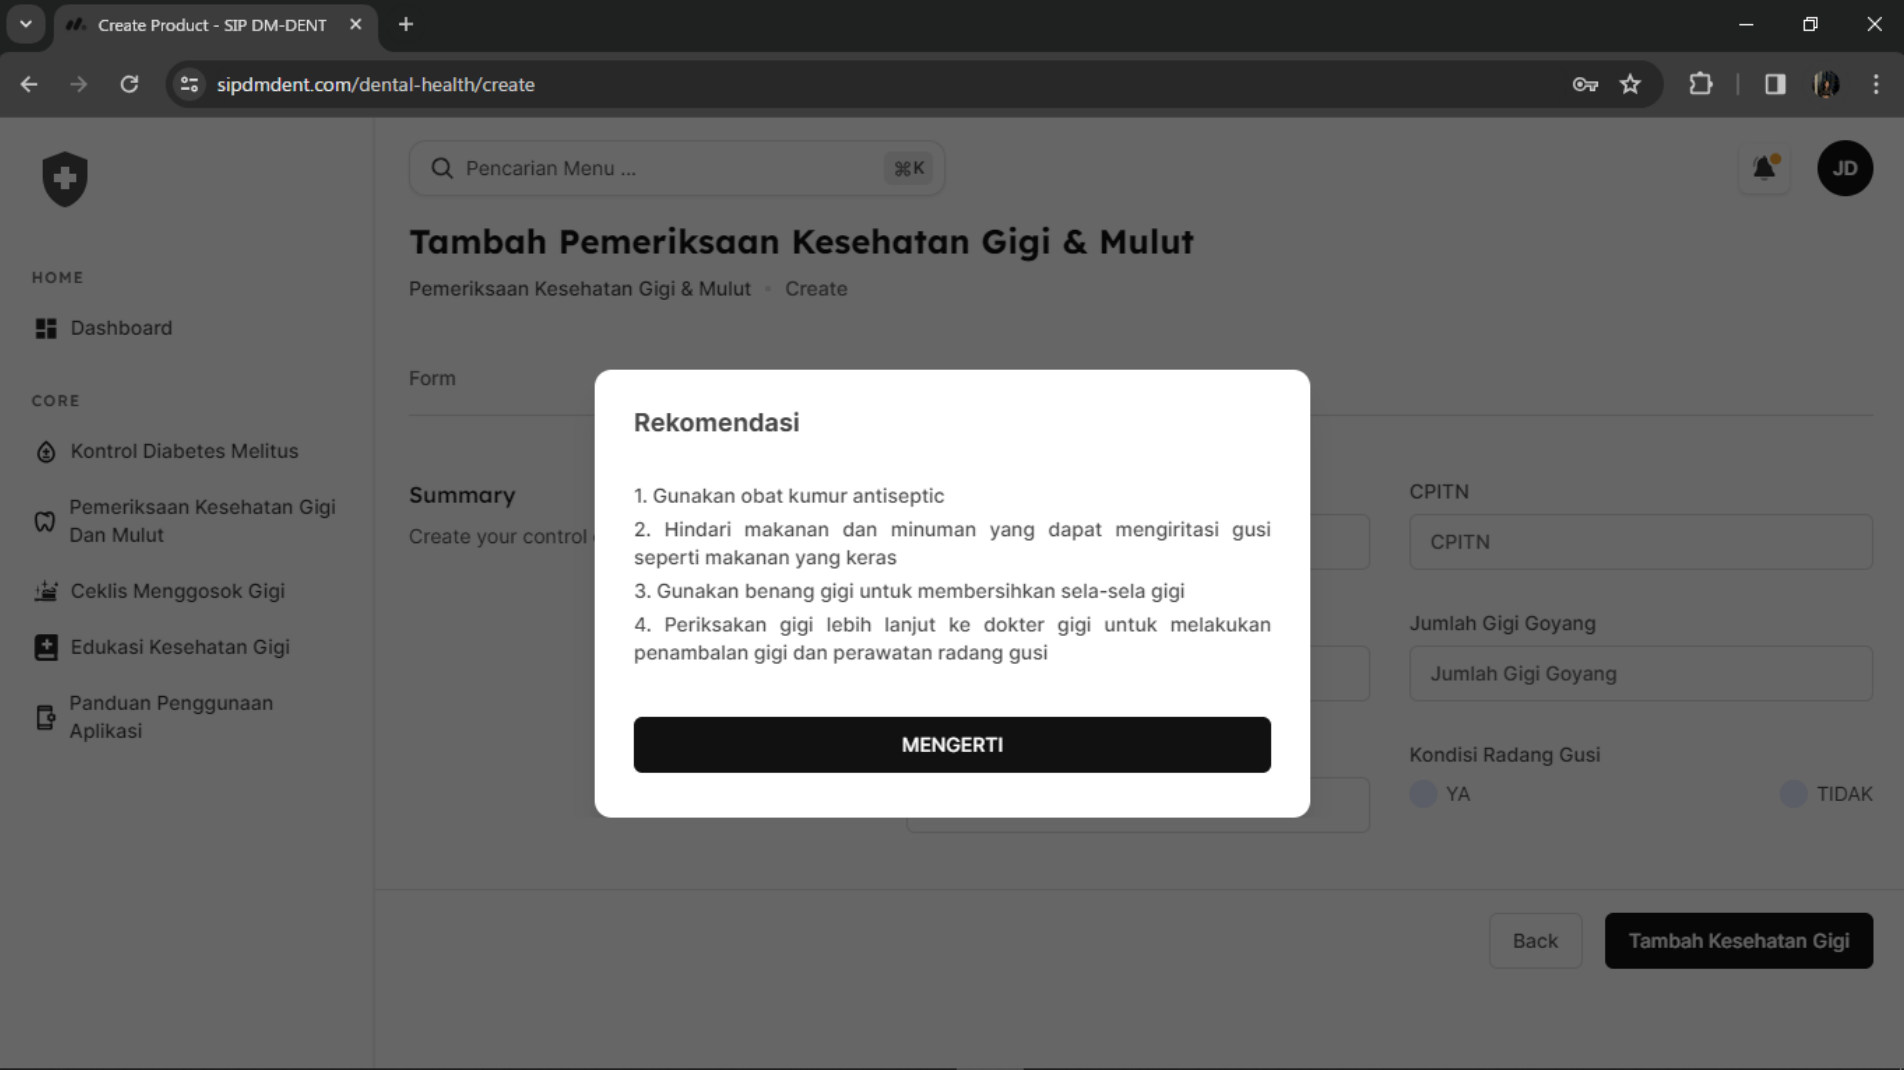 Create Product - SIP DM-DENT
sipdmdent.com/dental-health/create
Pencarian Menu ...
⌘K
JD
Tambah Pemeriksaan Kesehatan Gigi & Mulut
Pemeriksaan Kesehatan Gigi & Mulut • Create
HOME
Dashboard
CORE
Kontrol Diabetes Melitus
Pemeriksaan Kesehatan Gigi
Dan Mulut
Ceklis Menggosok Gigi
Edukasi Kesehatan Gigi
Panduan Penggunaan
Aplikasi
Form
Summary
Create your control
Rekomendasi
1. Gunakan obat kumur antiseptic
2. Hindari makanan dan minuman yang dapat mengiritasi gusi
seperti makanan yang keras
3. Gunakan benang gigi untuk membersihkan sela-sela gigi
4. Periksakan gigi lebih lanjut ke dokter gigi untuk melakukan
penambalan gigi dan perawatan radang gusi
MENGERTI
CPITN
CPITN
Jumlah Gigi Goyang
Jumlah Gigi Goyang
Kondisi Radang Gusi
YA
TIDAK
Back
Tambah Kesehatan Gigi